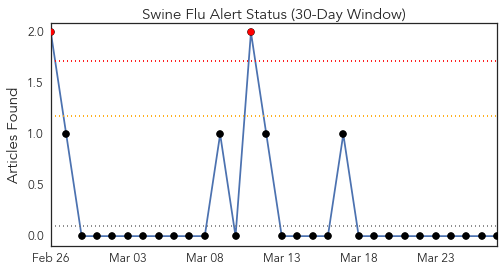 Swine Flu Alert Status (30-Day Window)
Articles Found
2.0
1.5
1.0
0.5
0.0
Feb 26
Mar 03
Mar 08
Mar 13
Mar 18
Mar 23